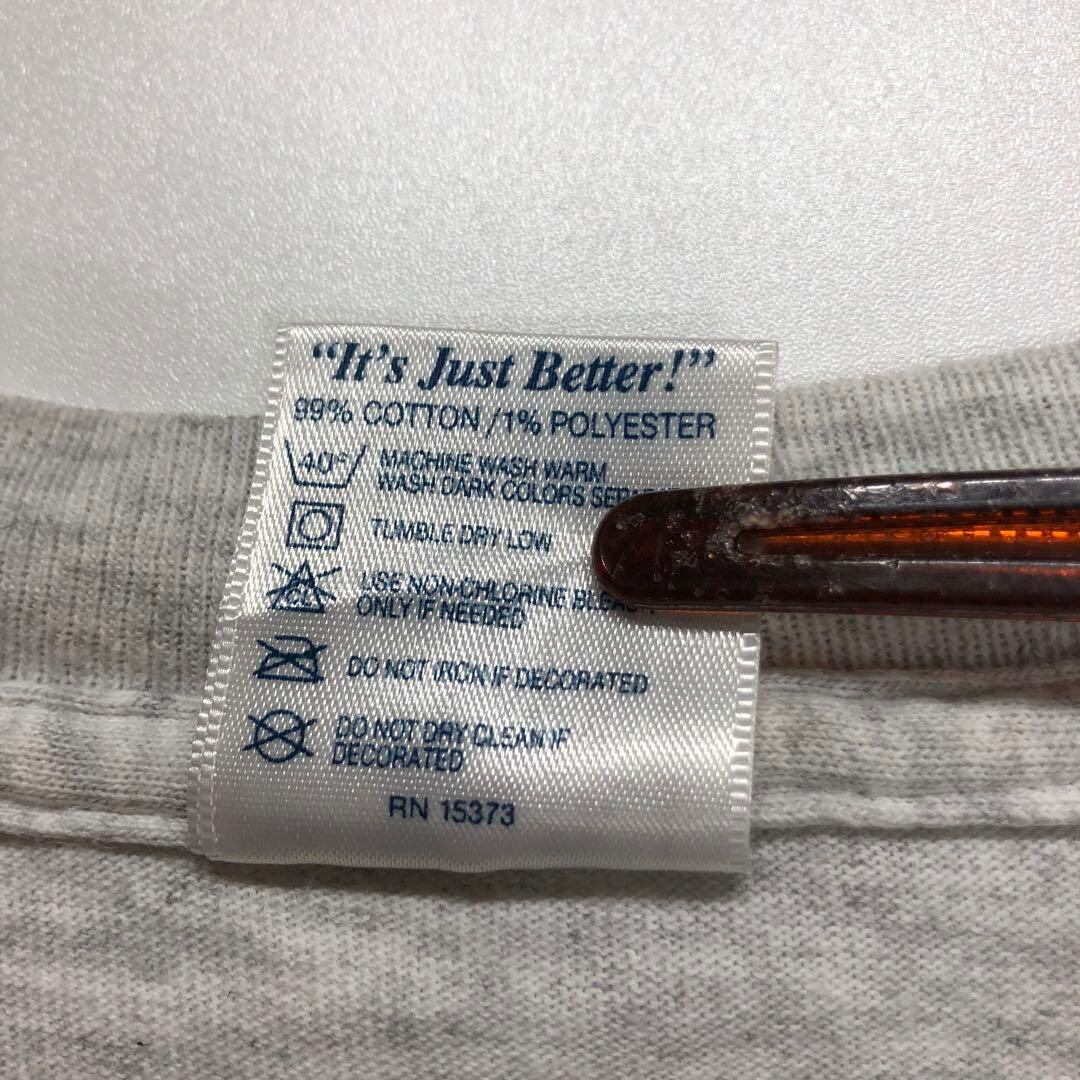 “It's Just Better!”
99% COTTON /1% POLYESTER
40° MACHINE WASH WARM
WASH DARK COLORS
TUMBLE DRY LOW
USE NON-CHLORINE
ONLY IF NEEDED
DO NOT IRON IF DECORATED
DO NOT DRY CLEAN IF
DECORATED
RN 15373